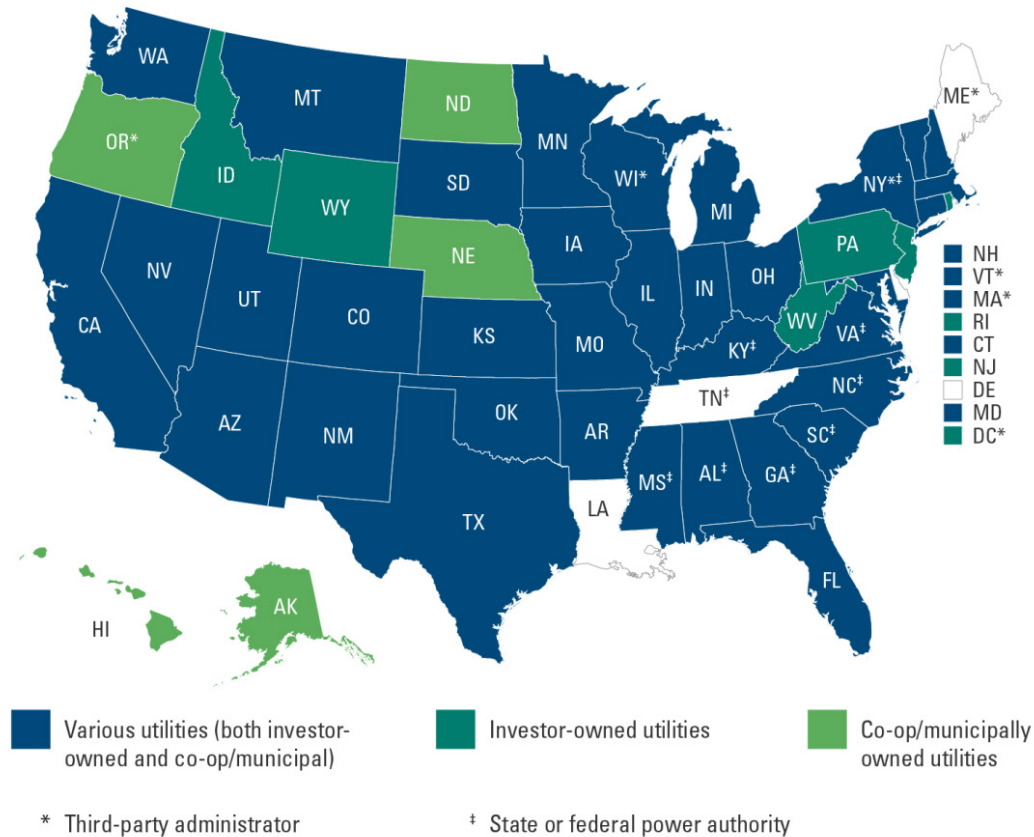 WA
MT
ND
MN
ME*
OR*
ID
WY
SD
WI*
MI
NY*‡
NE
IA
PA
NV
UT
CO
KS
IL
IN
OH
WV
VA‡
CA
MO
KY‡
NC‡
TN‡
AZ
NM
OK
AR
SC‡
MS‡
AL‡
GA‡
TX
LA
FL
HI
AK
NH
VT*
MA*
RI
CT
NJ
DE
MD
DC*
Various utilities (both investor-
owned and co-op/municipal)
Investor-owned utilities
Co-op/municipally
owned utilities
* Third-party administrator
‡ State or federal power authority